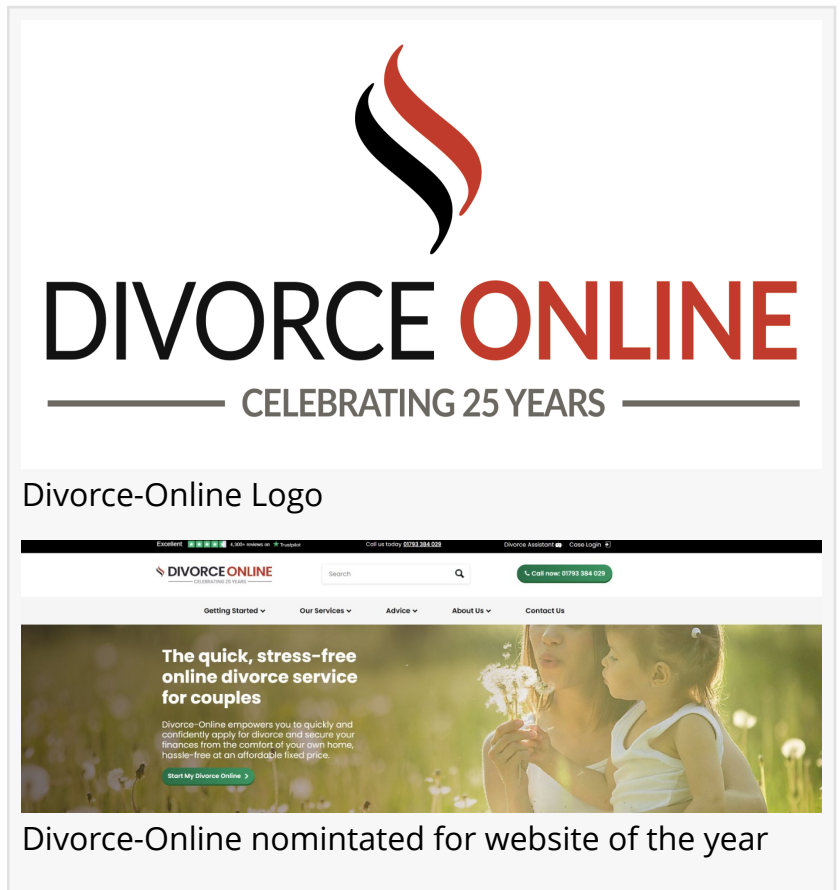 DIVORCE ONLINE
CELEBRATING 25 YEARS
Divorce-Online Logo
Excellent 4,300+ reviews on Trustpilot Call us today 01793 384 029 Divorce Assistant Case Login
DIVORCE ONLINE
CELEBRATING 25 YEARS
Search
Call now: 01793 384 029
Getting Started Our Services Advice About Us Contact Us
The quick, stress-free
online divorce service
for couples
Divorce-Online empowers you to quickly and
confidently apply for divorce and secure your
finances from the comfort of your own home,
hassle-free at an affordable fixed price.
Start My Divorce Online
Divorce-Online nomintated for website of the year